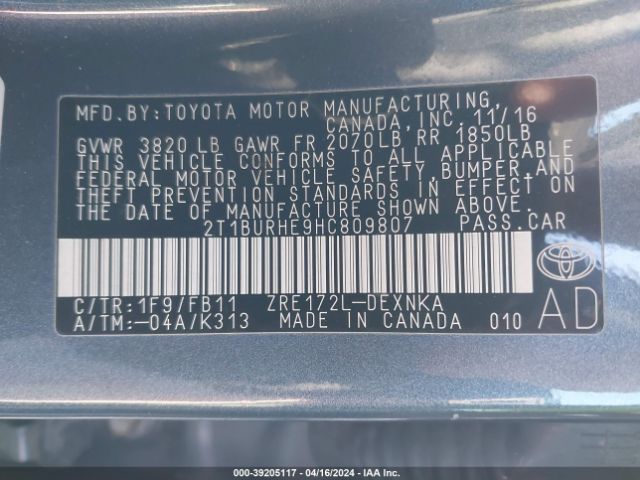 MFD. BY: TOYOTA MOTOR MANUFACTURING,
CANADA, INC. 11/16
GVWR 3820 LB GAWR FR 2070LB RR 1850LB
THIS VEHICLE CONFORMS TO ALL APPLICABLE
FEDERAL MOTOR VEHICLE SAFETY, BUMPER, AND
THEFT PREVENTION STANDARDS IN EFFECT ON
THE DATE OF MANUFACTURE SHOWN ABOVE.
2T1BURHE9HC809807 PASS. CAR
C/TR:1F9/FB11 ZRE172L-DEXNKA
A/TM:-04A/K313 MADE IN CANADA 010 AD
000-39205117 - 04/16/2024 - IAA Inc.